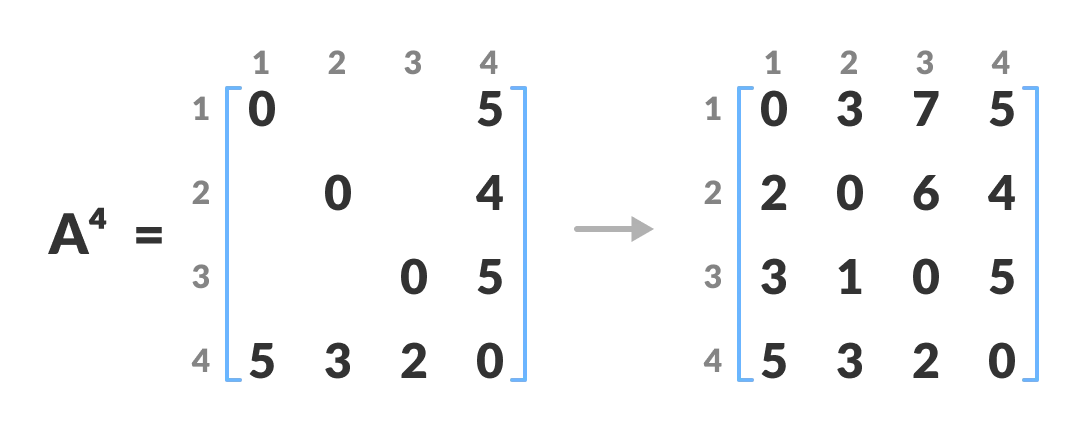 1 2 3 4 1 2 3 4
1 0 5 1 0 3 7 5
2 0 4 2 2 0 6 4
A⁴ =
3 0 5 3 3 1 0 5
4 5 3 2 0 4 5 3 2 0